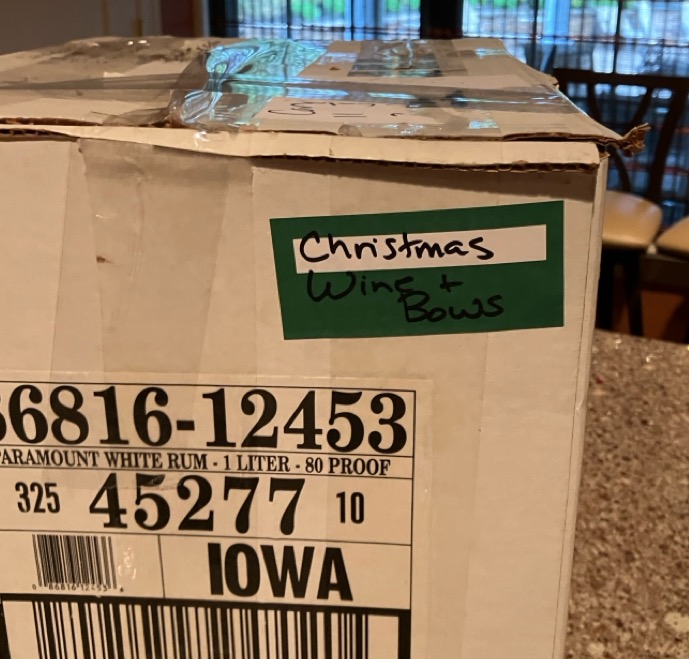 Christmas
Wine +
Bows
86816-12453
PARAMOUNT WHITE RUM - 1 LITER - 80 PROOF
325 45277 10
IOWA